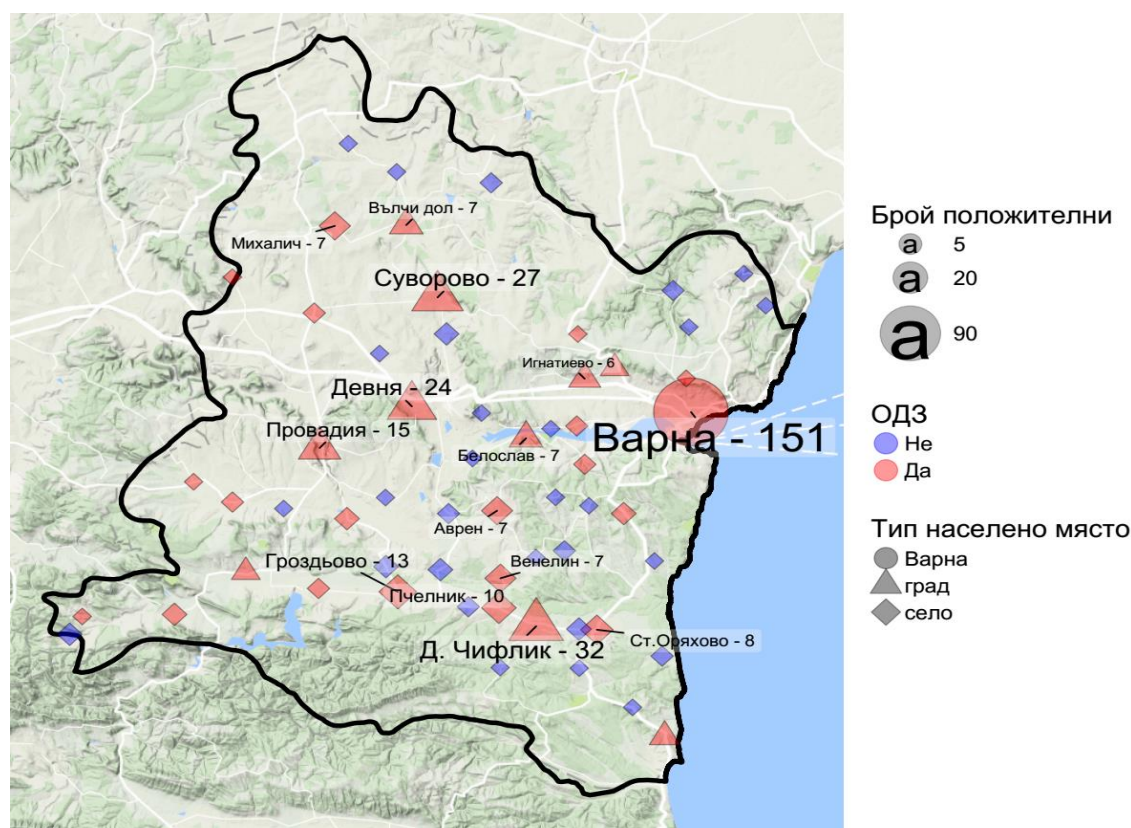 Вълчи дол - 7
Михалич - 7
Суворово - 27
Игнатиево - 6
Девня - 24
Провадия - 15
Варна - 151
Белослав - 7
Аврен - 7
Гроздьово - 13
Венелин - 7
Пчелник - 10
Д. Чифлик - 32
Ст.Оряхово - 8
Брой положителни
a 5
a 20
a 90
ОДЗ
Не
Да
Тип населено място
Варна
град
село